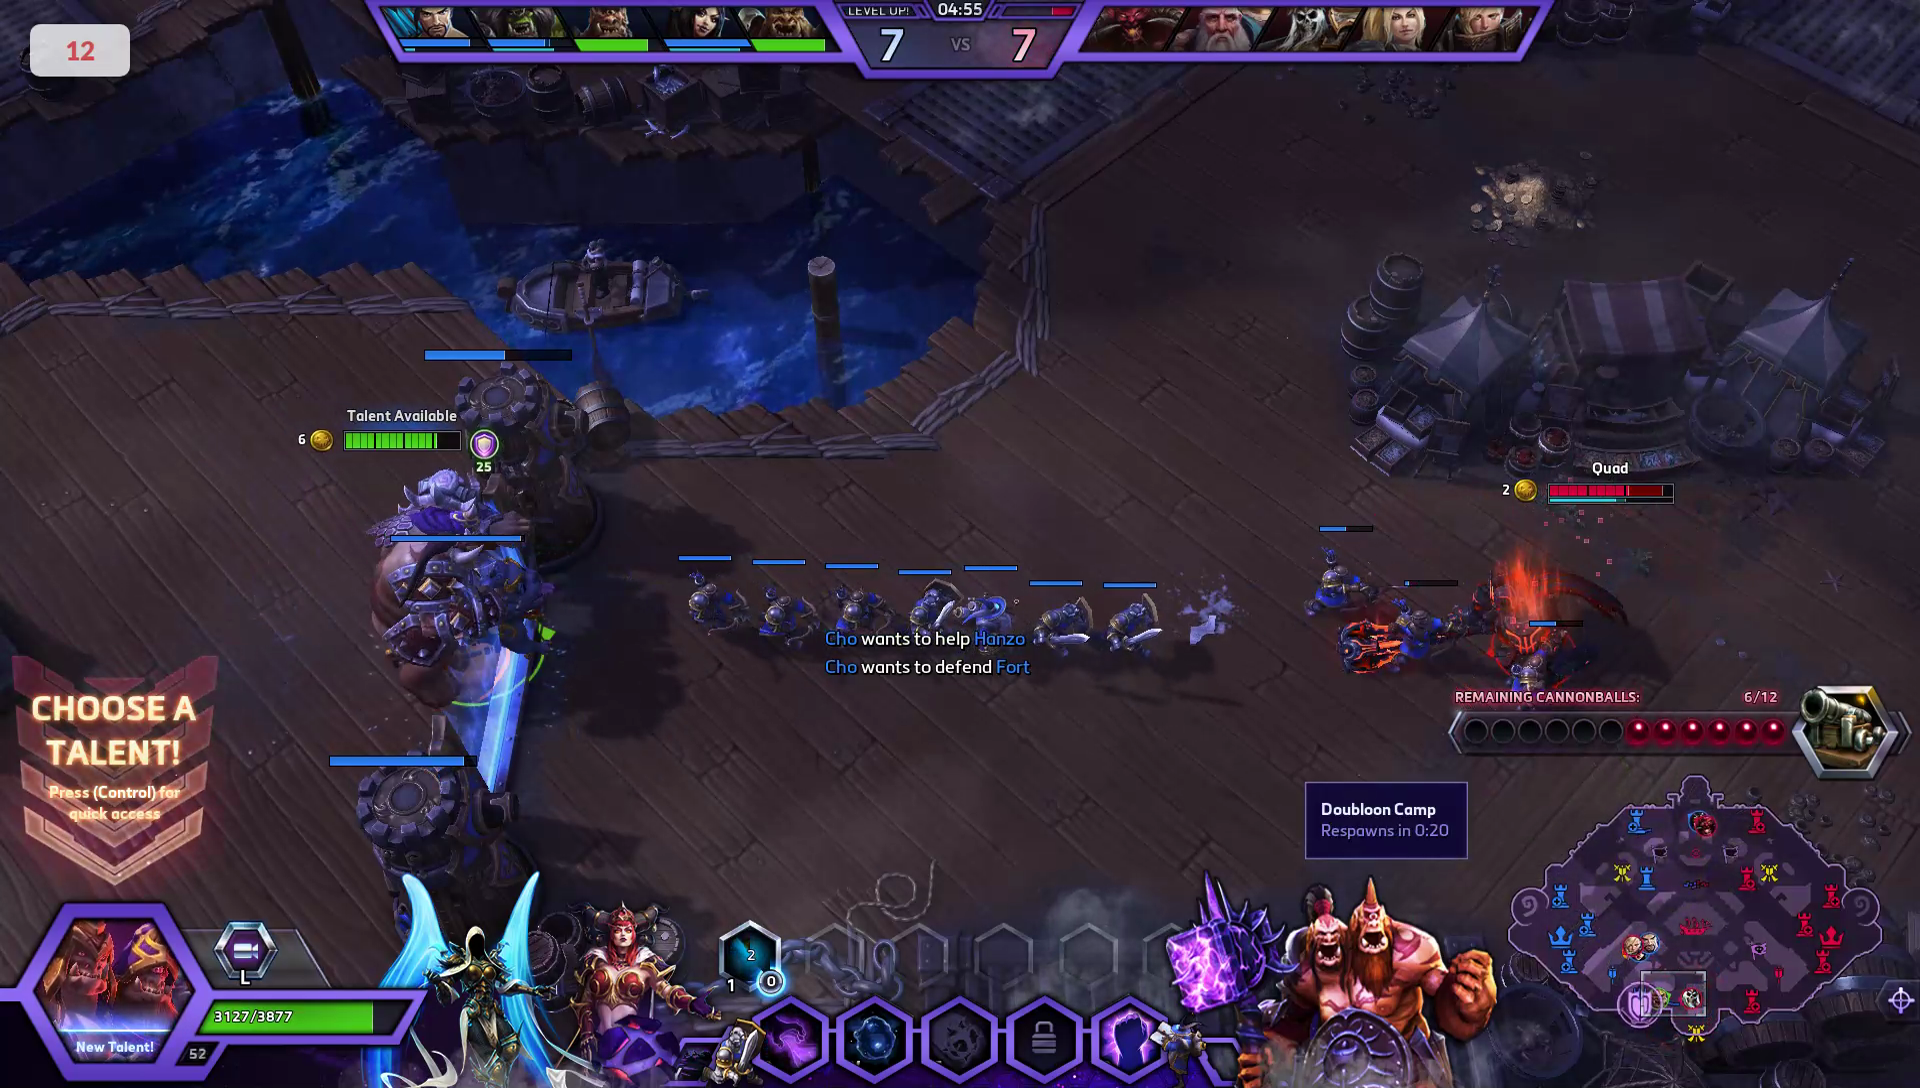 12
LEVEL UP!
04:55
7 VS 7
Talent Available
6
25
Quad
2
Cho wants to help Hanzo
Cho wants to defend Fort
CHOOSE A
TALENT!
Press (Control) for
quick access
REMAINING CANNONBALLS: 6/12
Doubloon Camp
Respawns in 0:20
L
2
1
0
3127/3877
New Talent!
52